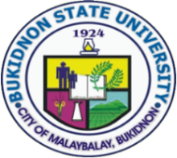 BUKIDNON STATE UNIVERSITY
1924
CITY OF MALAYBALAY, BUKIDNON